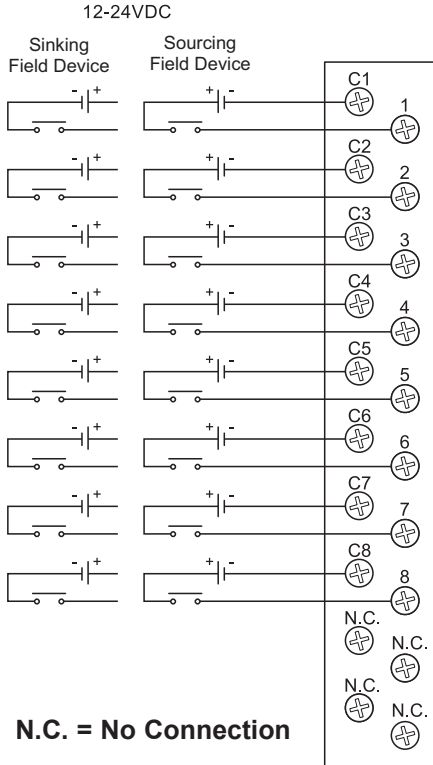 12-24VDC
Sinking
Field Device
Sourcing
Field Device
- +
+ -
C1
1
- +
+ -
C2
2
- +
+ -
C3
3
- +
+ -
C4
4
- +
+ -
C5
5
- +
+ -
C6
6
- +
+ -
C7
7
- +
+ -
C8
8
N.C.
N.C.
N.C.
N.C.
N.C. = No Connection